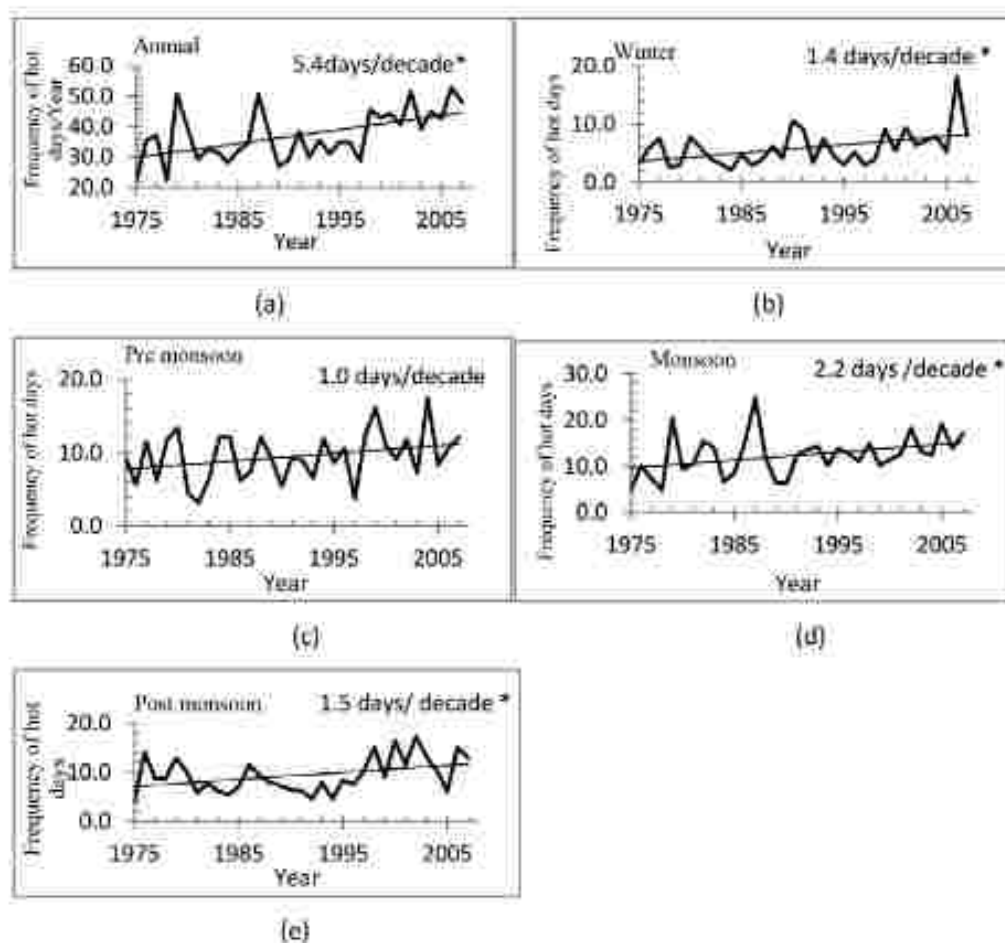 Annual
5.4days/decade*
Frequency of hot
days/Year
60.0
50.0
40.0
30.0
20.0
1975 1985 1995 2005
Year
(a)
Winter
1.4 days/decade *
Frequency of hot days
20.0
10.0
0.0
1975 1985 1995 2005
Year
(b)
Pre monsoon
1.0 days/decade
Frequency of hot days
20.0
10.0
0.0
1975 1985 1995 2005
Year
(c)
Monsoon
2.2 days /decade *
Frequency of hot days
30.0
20.0
10.0
0.0
1975 1985 1995 2005
Year
(d)
Post monsoon
1.5 days/ decade *
Frequency of hot
days
20.0
10.0
0.0
1975 1985 1995 2005
Year
(e)